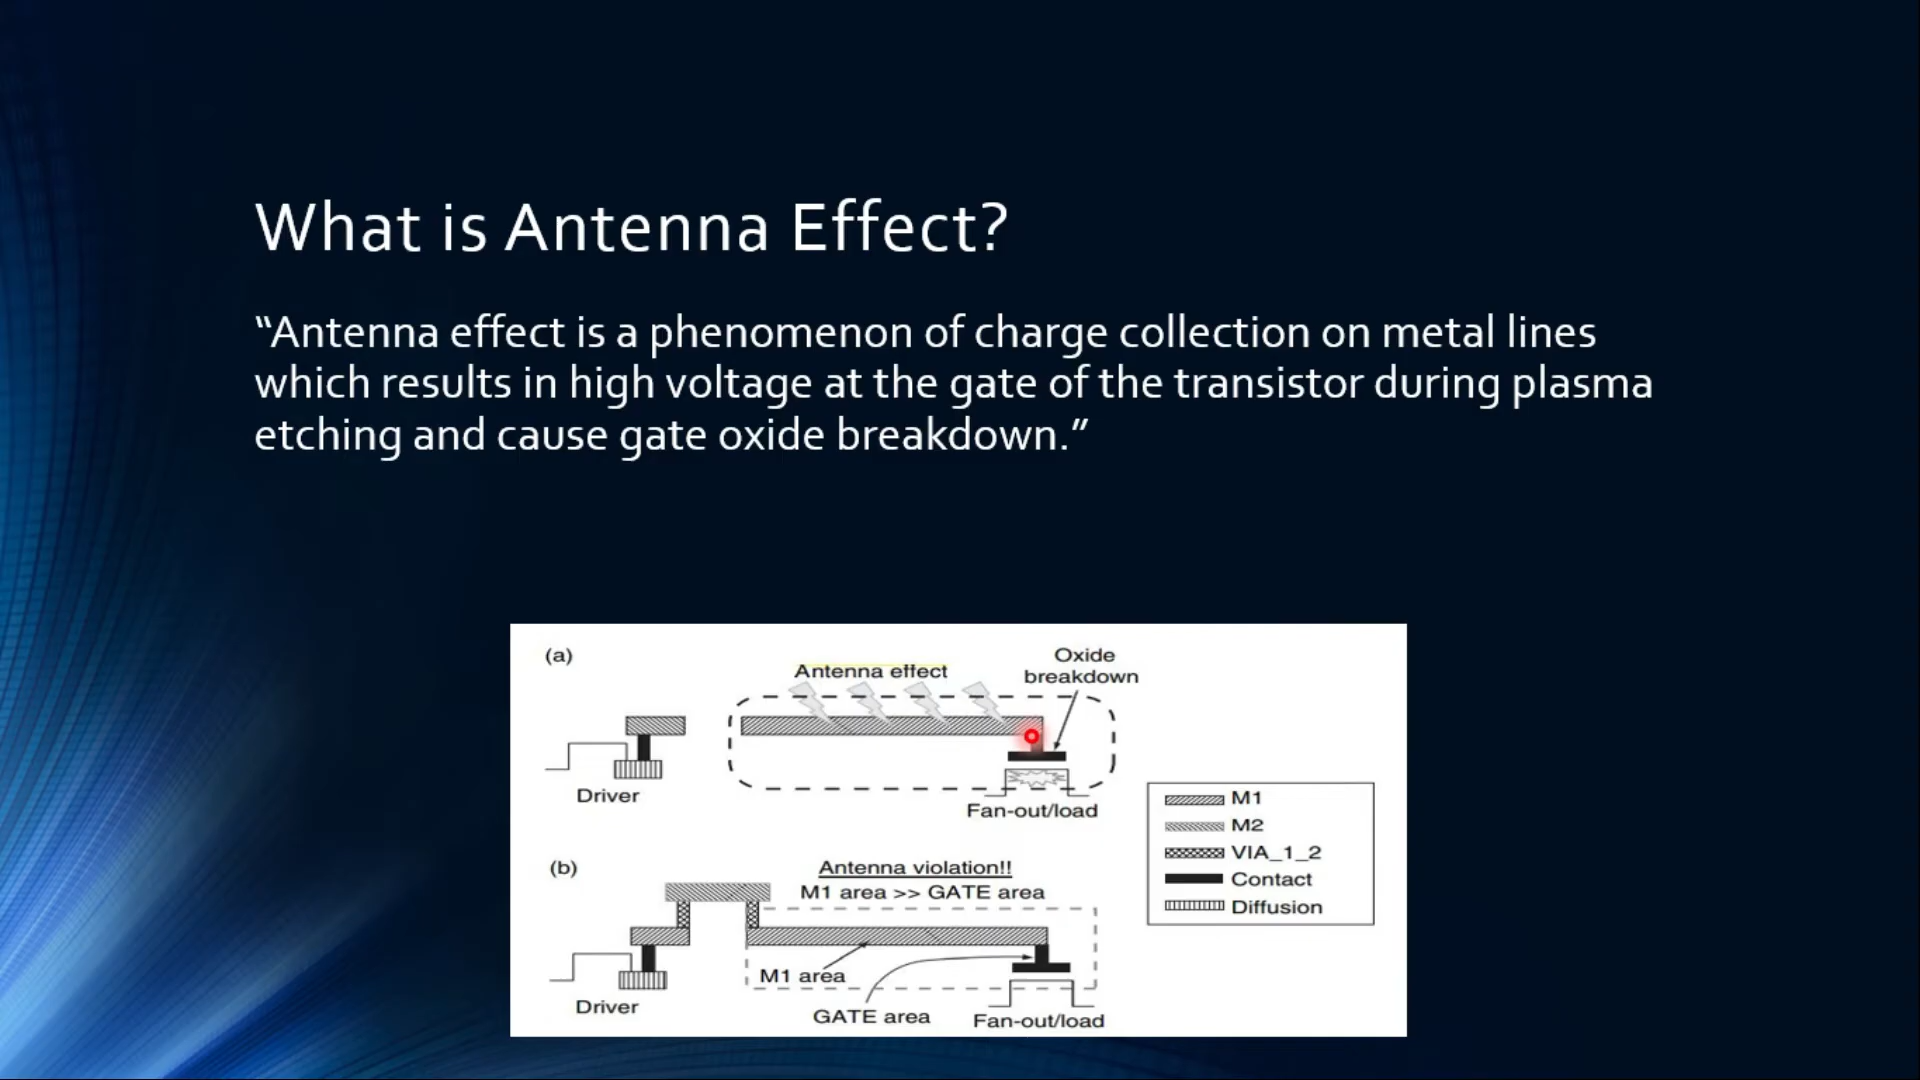 What is Antenna Effect?
“Antenna effect is a phenomenon of charge collection on metal lines
which results in high voltage at the gate of the transistor during plasma
etching and cause gate oxide breakdown.”
(a)
Antenna effect
Oxide
breakdown
Driver
Fan-out/load
M1
M2
VIA_1_2
Contact
Diffusion
(b)
Antenna violation!!
M1 area >> GATE area
M1 area
GATE area
Driver
Fan-out/load